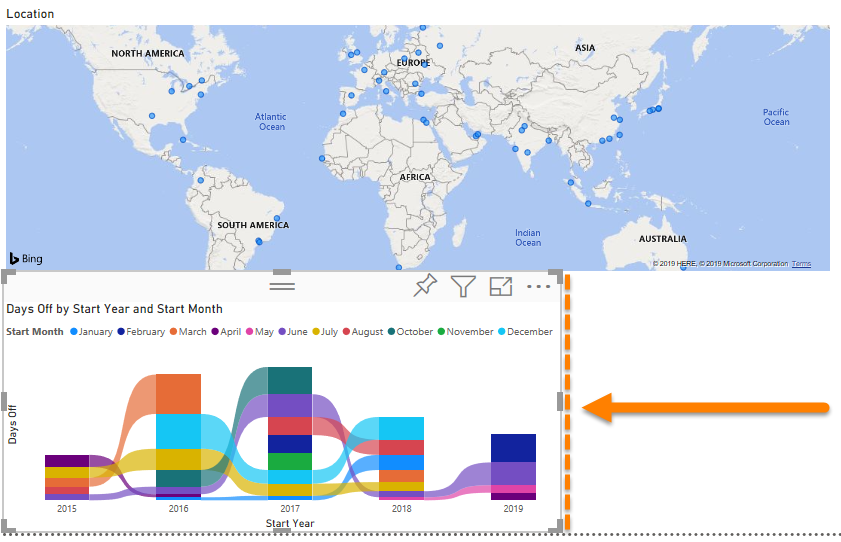 Location
NORTH AMERICA
EUROPE
ASIA
Atlantic
Ocean
Pacific
Ocean
AFRICA
SOUTH AMERICA
Indian
Ocean
AUSTRALIA
Bing
© 2019 HERE, © 2019 Microsoft Corporation Terms
Days Off by Start Year and Start Month
Start Month January February March April May June July August October November December
Days Off
2015 2016 2017 2018 2019
Start Year